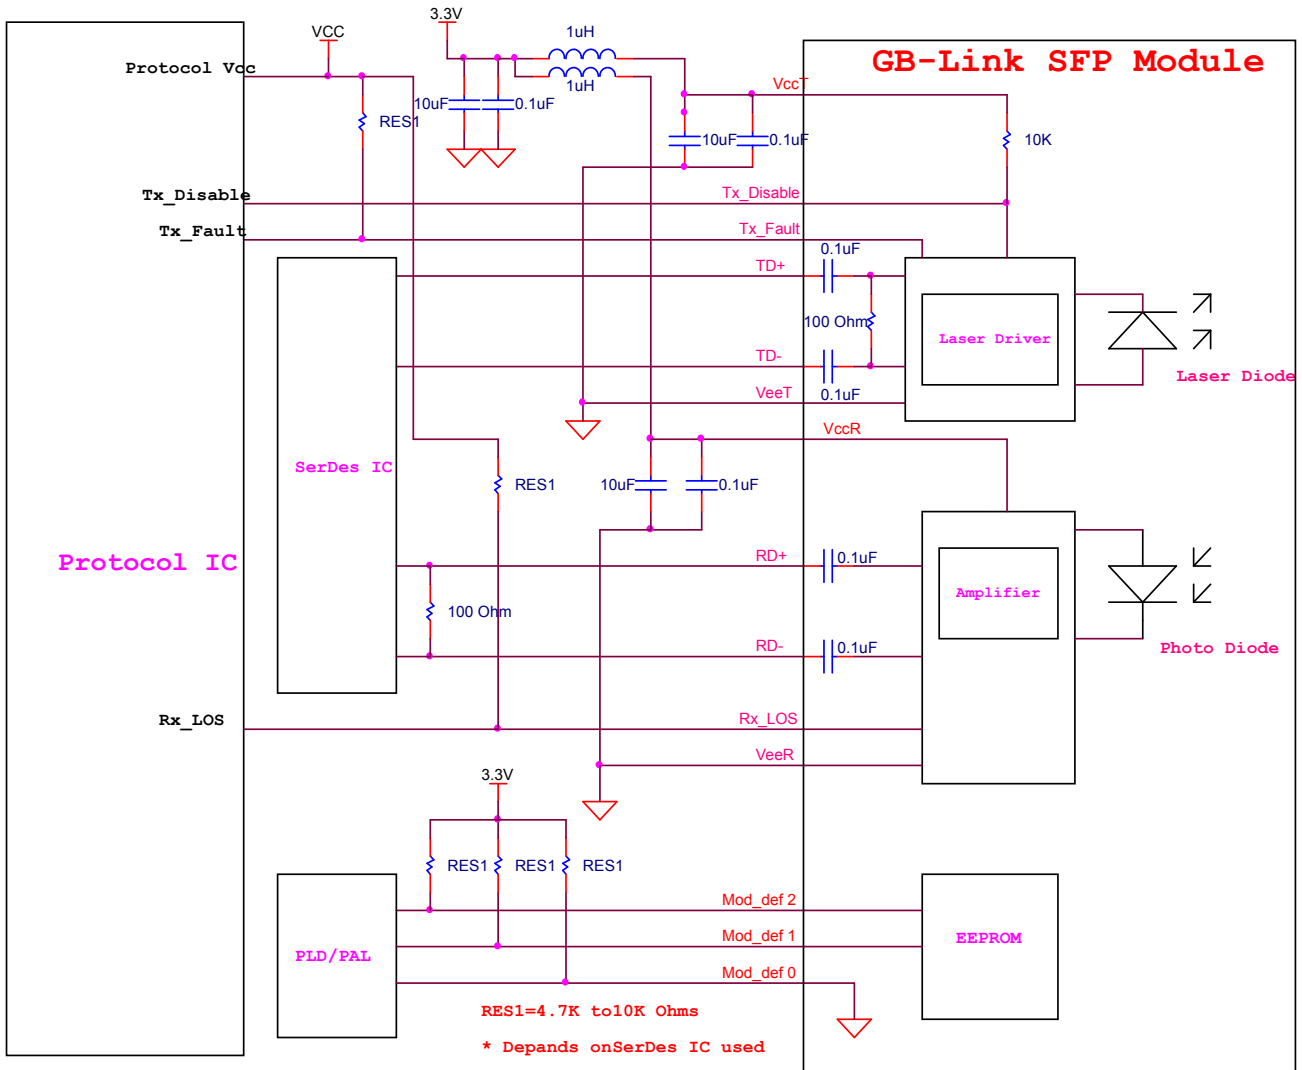 3.3V
VCC
1uH
GB-Link SFP Module
Protocol Vcc
1uH
VccT
10uF
0.1uF
RES1
10uF
0.1uF
10K
Tx_Disable
Tx_Disable
Tx_Fault
Tx_Fault
0.1uF
TD+
100 Ohm
Laser Driver
TD-
Laser Diode
VeeT
0.1uF
VccR
SerDes IC
RES1
10uF
0.1uF
Protocol IC
RD+
0.1uF
Amplifier
100 Ohm
RD-
0.1uF
Photo Diode
Rx_LOS
Rx_LOS
VeeR
3.3V
RES1
RES1
RES1
Mod_def 2
Mod_def 1
EEPROM
PLD/PAL
Mod_def 0
RES1=4.7K to10K Ohms
* Depands onSerDes IC used